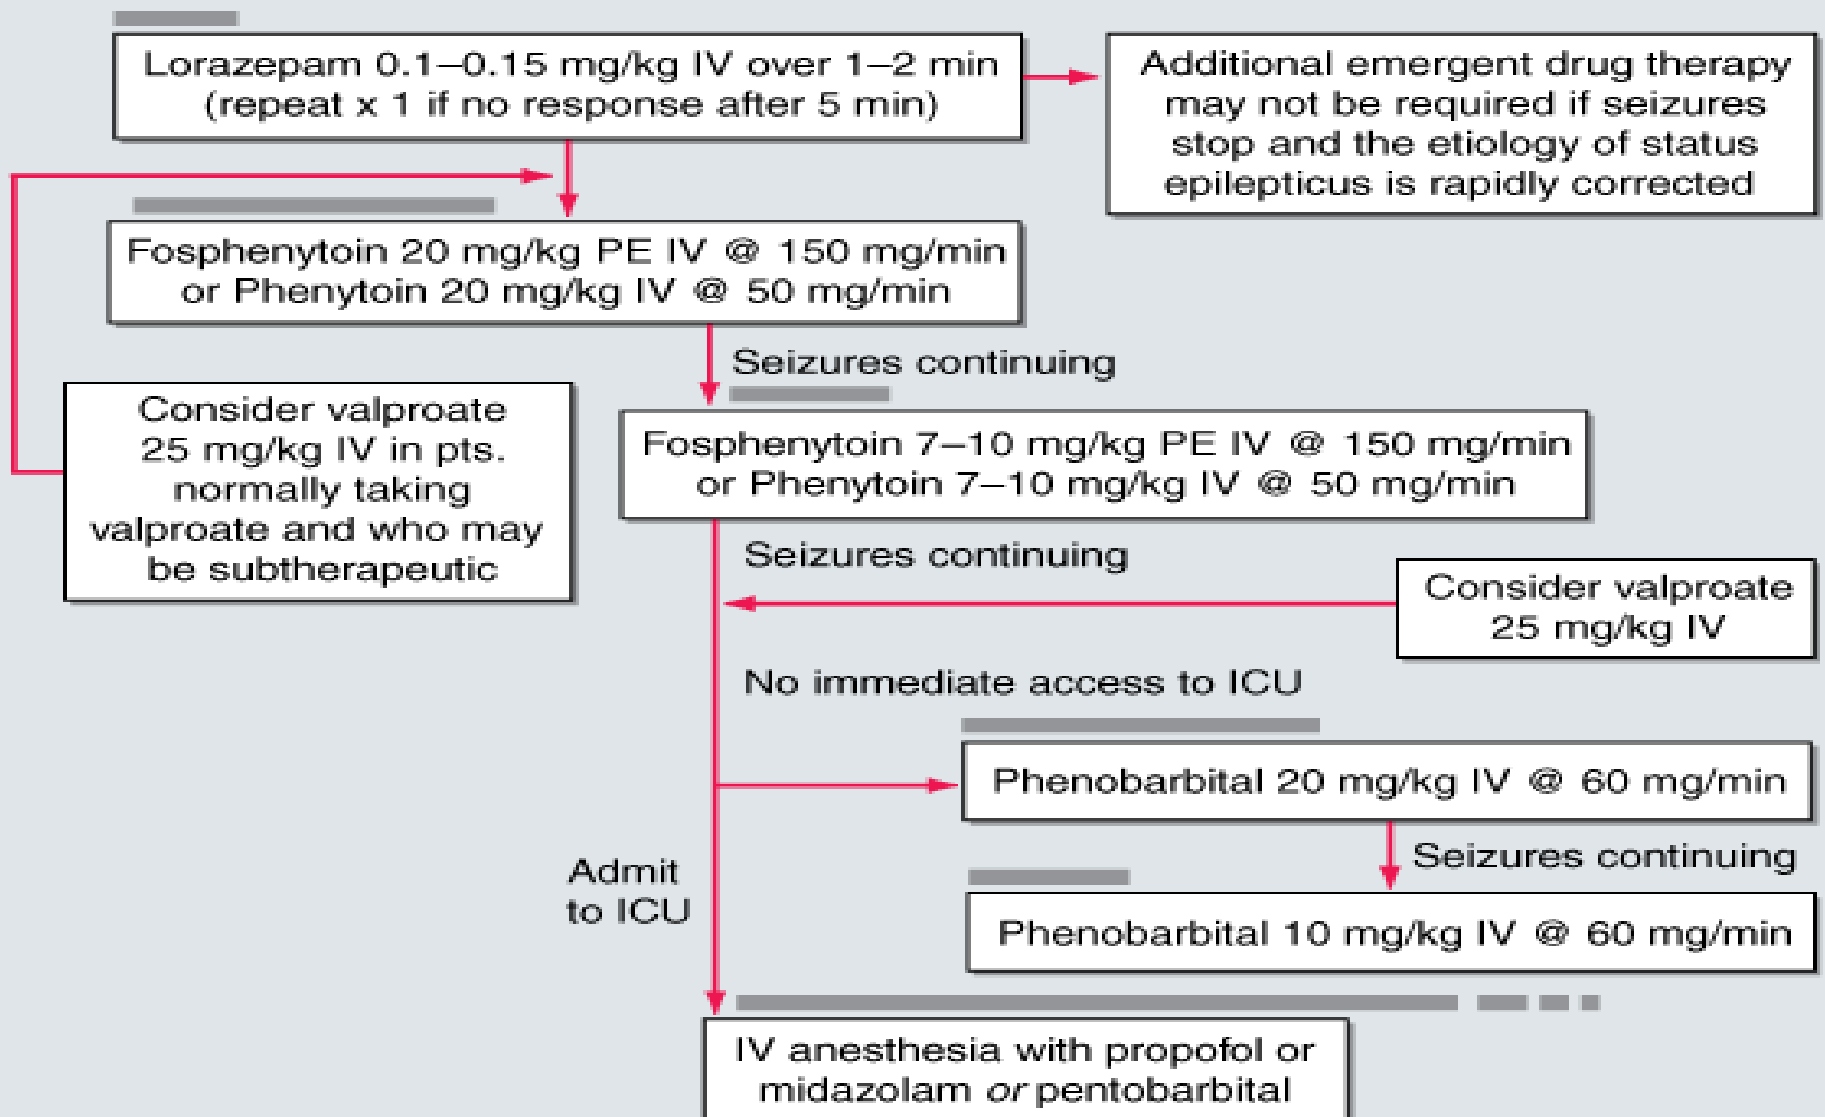 Lorazepam 0.1–0.15 mg/kg IV over 1–2 min
(repeat x 1 if no response after 5 min)
Additional emergent drug therapy
may not be required if seizures
stop and the etiology of status
epilepticus is rapidly corrected
Fosphenytoin 20 mg/kg PE IV @ 150 mg/min
or Phenytoin 20 mg/kg IV @ 50 mg/min
Seizures continuing
Consider valproate
25 mg/kg IV in pts.
normally taking
valproate and who may
be subtherapeutic
Fosphenytoin 7–10 mg/kg PE IV @ 150 mg/min
or Phenytoin 7–10 mg/kg IV @ 50 mg/min
Seizures continuing
Consider valproate
25 mg/kg IV
No immediate access to ICU
Phenobarbital 20 mg/kg IV @ 60 mg/min
Seizures continuing
Admit
to ICU
Phenobarbital 10 mg/kg IV @ 60 mg/min
IV anesthesia with propofol or
midazolam or pentobarbital